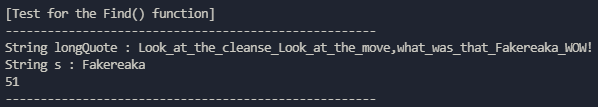 [Test for the Find() function]
-----------------------------------------------------
String longQuote : Look_at_the_cleanse_Look_at_the_move,what_was_that_Fakereaka_WOW!
String s : Fakereaka
51
-----------------------------------------------------